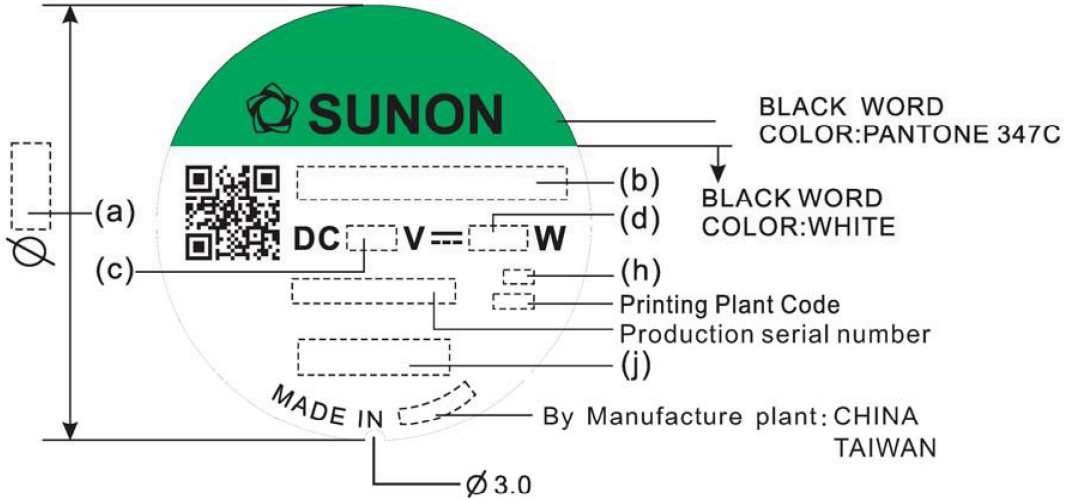 SUNON
BLACK WORD
COLOR:PANTONE 347C
BLACK WORD
COLOR:WHITE
(a)
(b)
DC V⎓ W
(d)
(c)
(h)
Printing Plant Code
Production serial number
(j)
MADE IN
By Manufacture plant: CHINA
TAIWAN
Ø
Ø 3.0